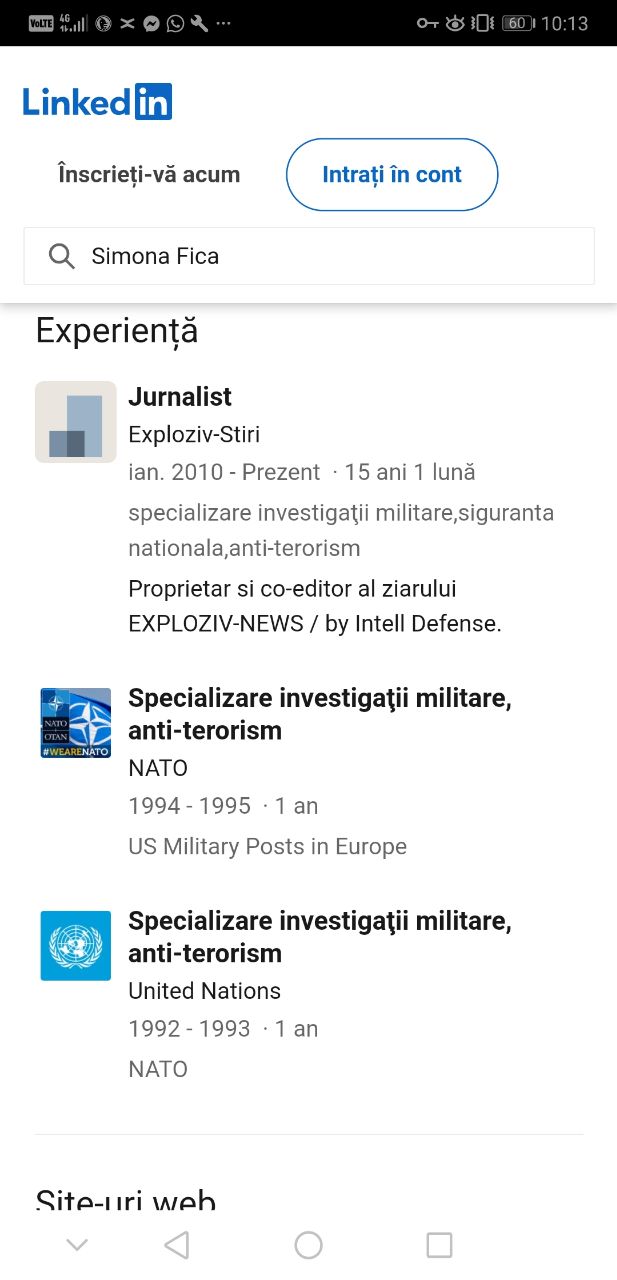 VoLTE 4G 60 10:13
LinkedIn
Înscrieți-vă acum Intrați în cont
Simona Fica
Experiență
Jurnalist
Exploziv-Stiri
ian. 2010 - Prezent · 15 ani 1 lună
specializare investigaţii militare,siguranta
nationala,anti-terorism
Proprietar si co-editor al ziarului
EXPLOZIV-NEWS / by Intell Defense.
Specializare investigaţii militare,
anti-terorism
NATO
OTAN
#WEARENATO
NATO
1994 - 1995 · 1 an
US Military Posts in Europe
Specializare investigaţii militare,
anti-terorism
United Nations
1992 - 1993 · 1 an
NATO
Site-uri web